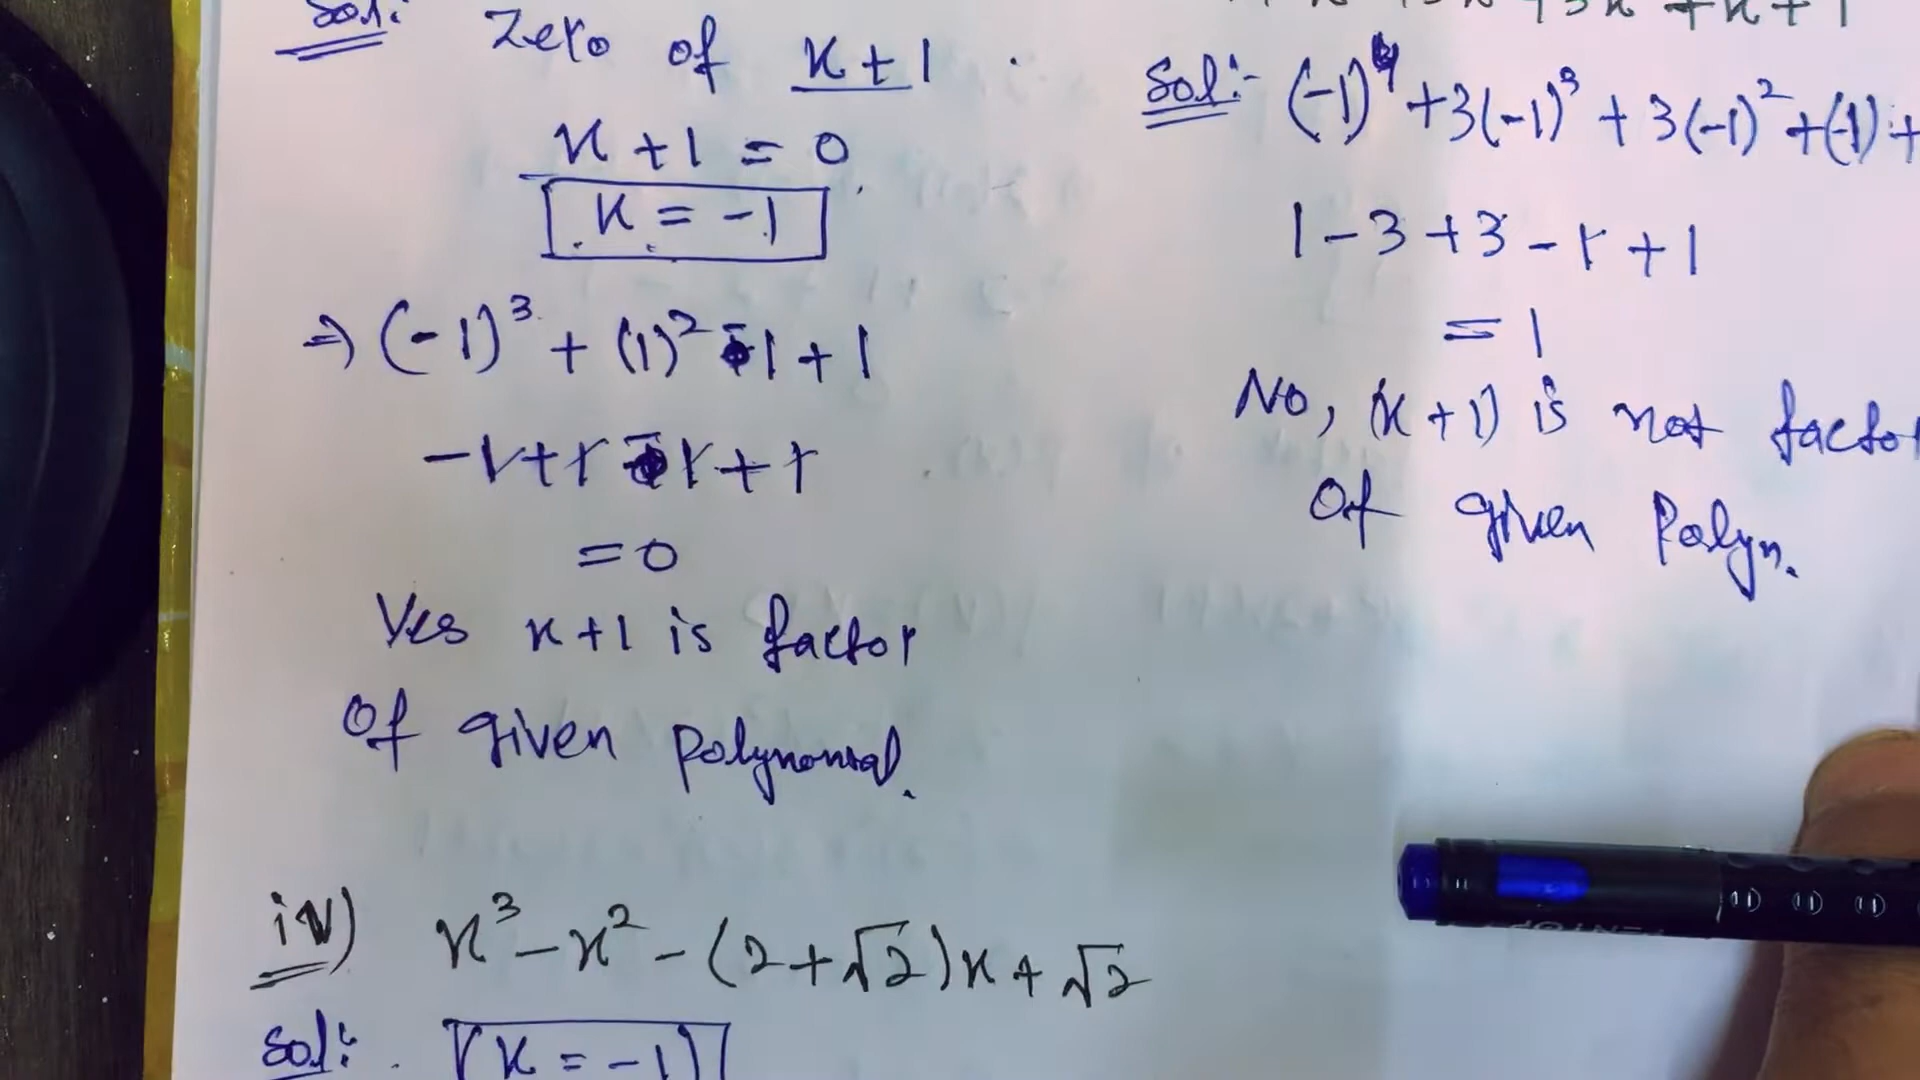 Sol:
Zero of x+1
x+1 = 0
x = -1
⇒ (-1)³ + (1)² - 1 + 1
-1+1-1+1
=0
Yes x+1 is factor
Of given polynomial.
iv) x³-x²-(2+√2)x+√2
Sol:. (x = -1)
+x+1
Sol:- (-1)⁴+3(-1)³+3(-1)²+(-1)+
1-3+3-1+1
= 1
No, (x+1) is not factor
Of given Polyn.